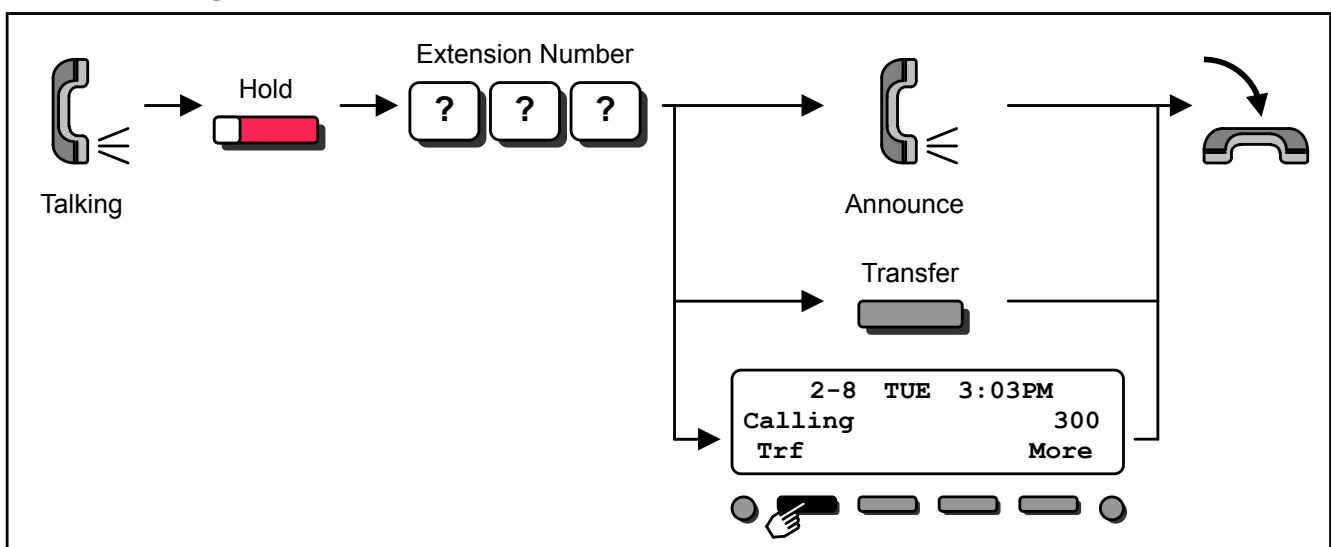 Extension Number
Hold
? ? ?
Talking
Announce
Transfer
2-8 TUE 3:03PM
Calling 300
Trf More